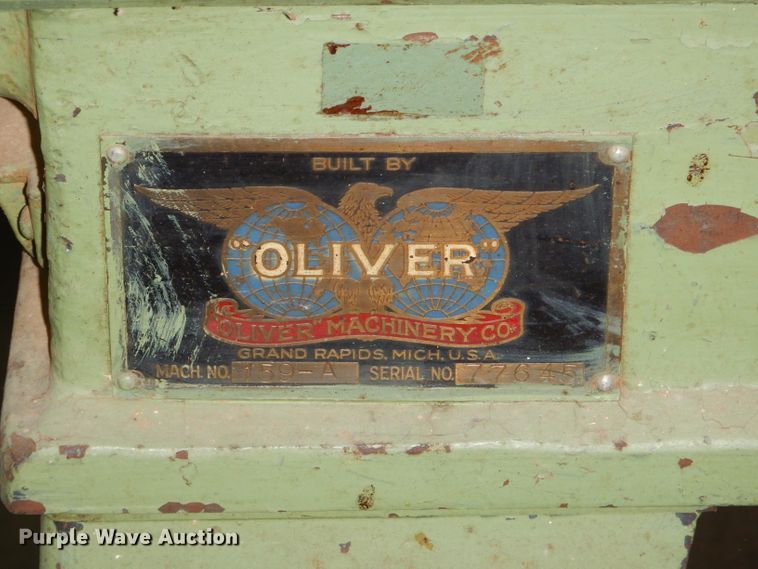 BUILT BY
"OLIVER"
OLIVER MACHINERY CO.
GRAND RAPIDS, MICH. U.S.A.
MACH. NO. 159-A SERIAL NO. 77645
Purple Wave Auction